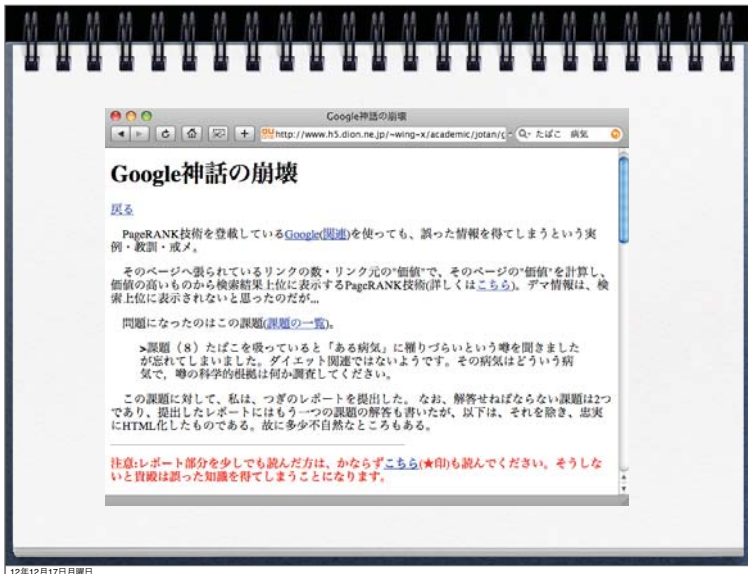 Google神話の崩壊
http://www.h5.dion.ne.jp/~wing-x/academic/jotan/g
たばこ 病気
Google神話の崩壊
戻る
PageRANK技術を登載しているGoogle(関連)を使っても、誤った情報を得てしまうという実
例・教訓・戒メ。
そのページへ張られているリンクの数・リンク元の"価値"で、そのページの"価値"を計算し、
価値の高いものから検索結果上位に表示するPageRANK技術(詳しくはこちら)。デマ情報は、検
索上位に表示されないと思ったのだが...
問題になったのはこの課題(課題の一覧)。
>課題（8）たばこを吸っていると「ある病気」に罹りづらいという噂を聞きました
が忘れてしまいました。ダイエット関連ではないようです。その病気はどういう病
気で，噂の科学的根拠は何か調査してください。
この課題に対して、私は、つぎのレポートを提出した。 なお、解答せねばならない課題は2つ
であり、提出したレポートにはもう一つの課題の解答も書いたが、以下は、それを除き、忠実
にHTML化したものである。故に多少不自然なところもある。
注意:レポート部分を少しでも読んだ方は、かならずこちら(★印)も読んでください。そうしな
いと貴殿は誤った知識を得てしまうことになります。
12年12月17日月曜日